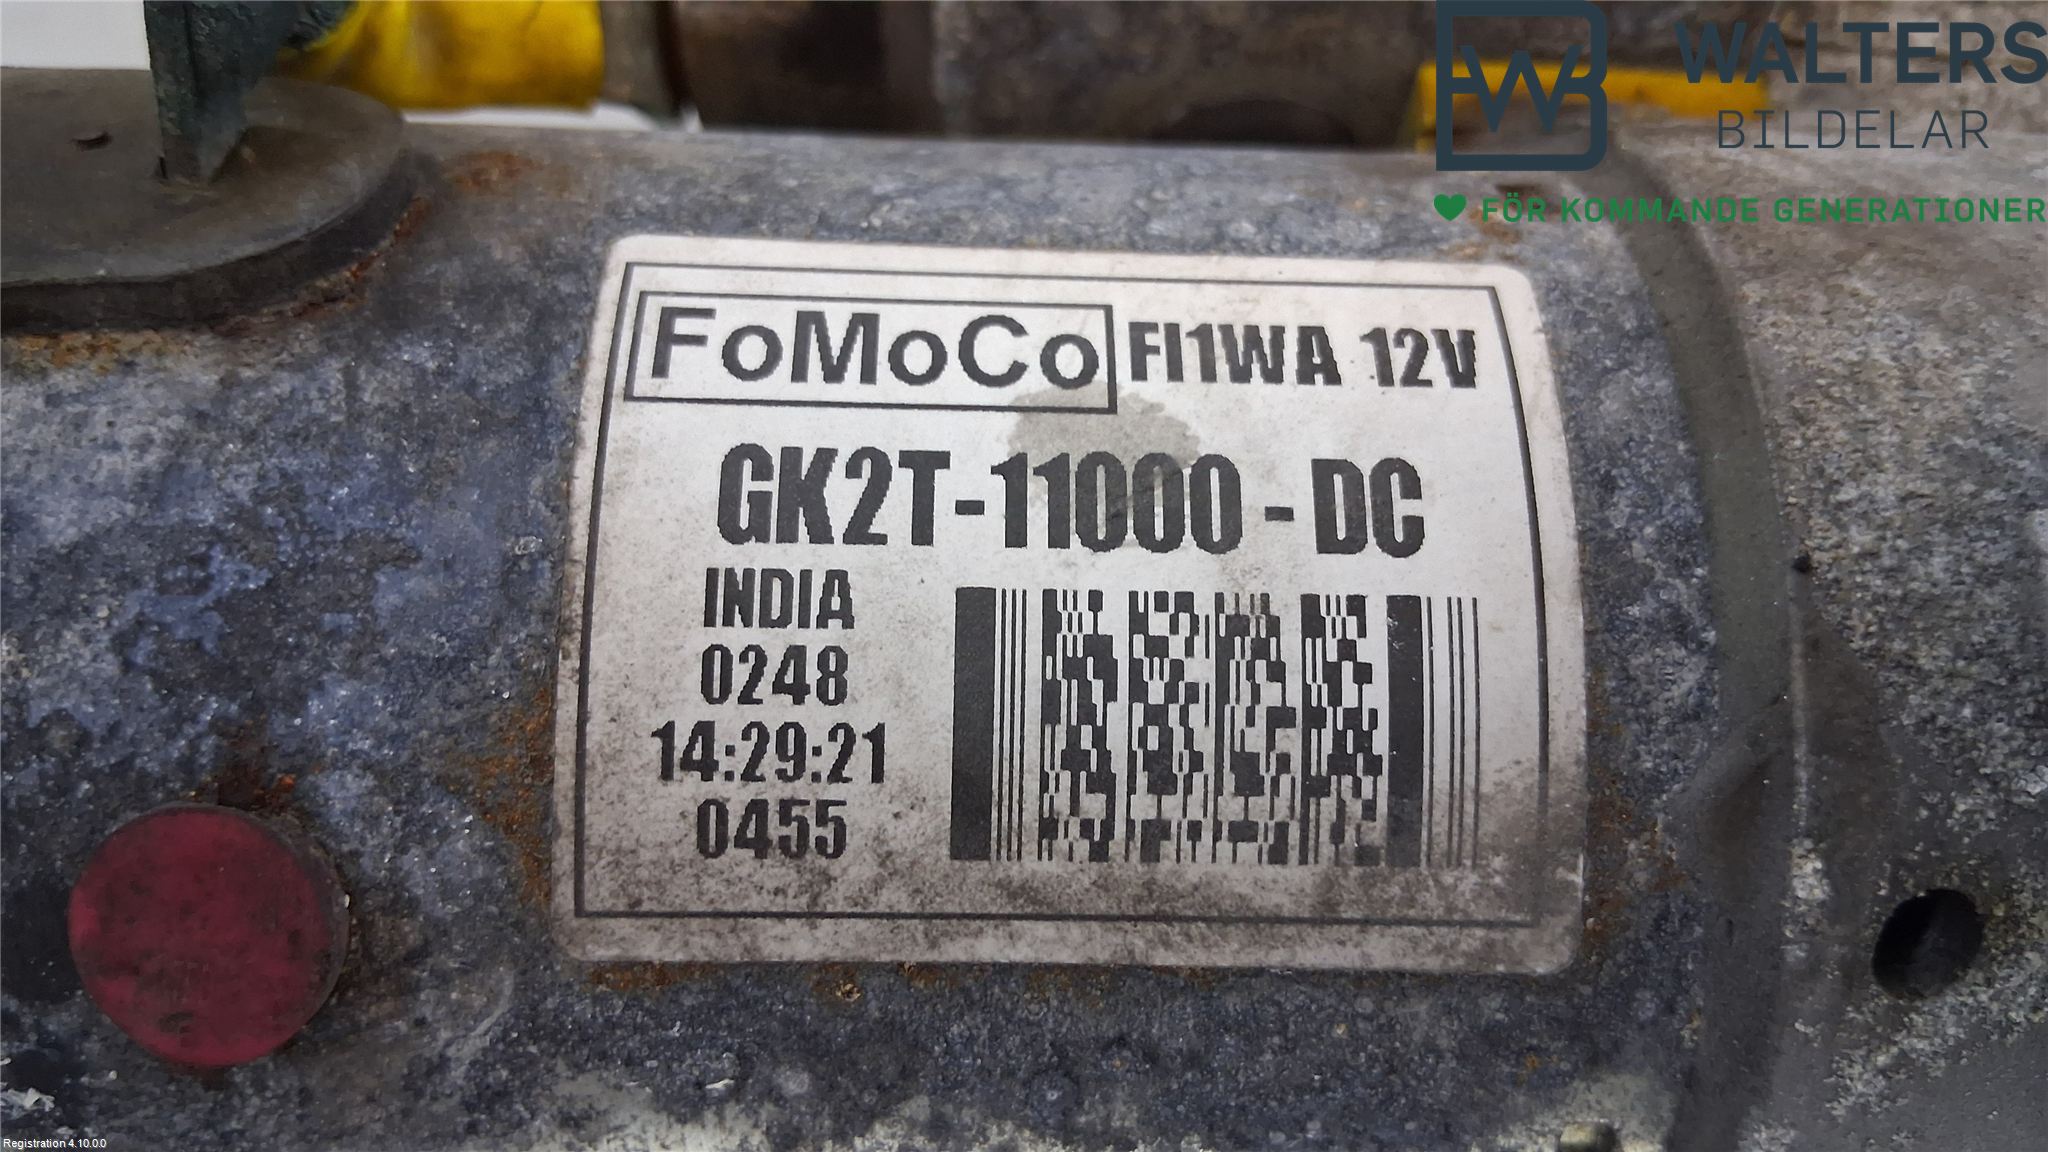 WALTERS
BILDELAR
FÖR KOMMANDE GENERATIONER
FoMoCo FI1WA 12V
GK2T-11000-DC
INDIA
0248
14:29:21
0455
Registration 4.10.0.0